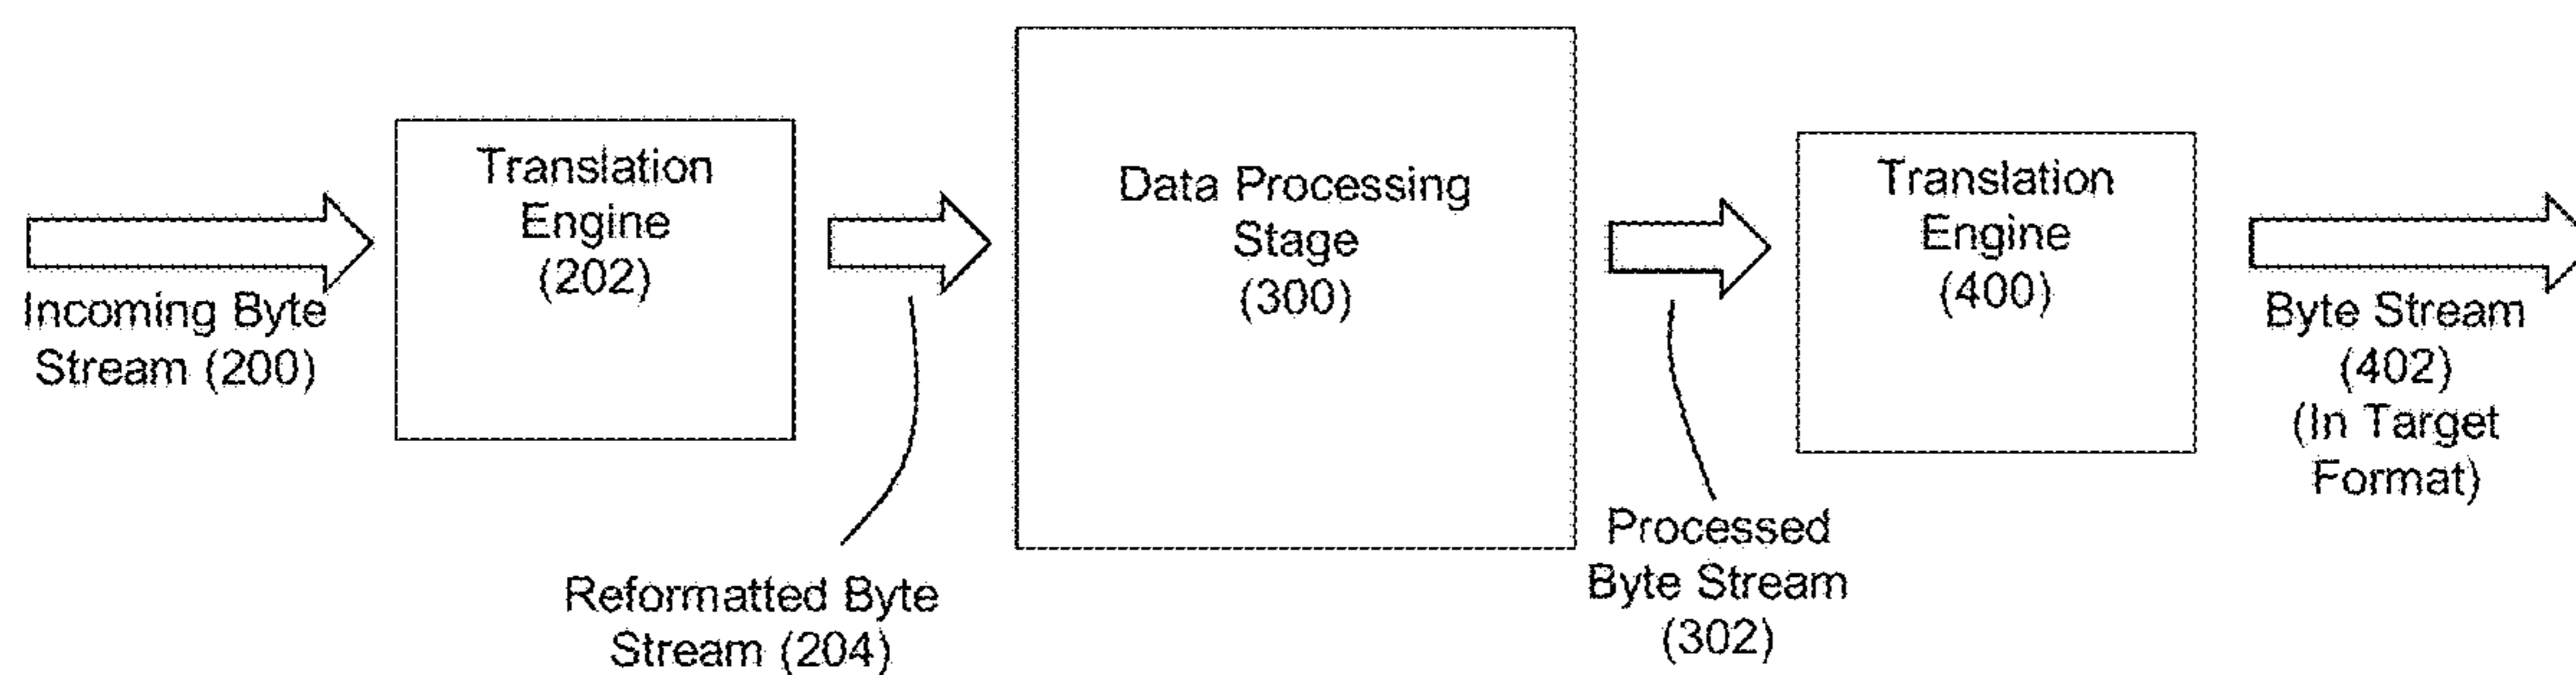 Incoming Byte
Stream (200)
Translation
Engine
(202)
Reformatted Byte
Stream (204)
Data Processing
Stage
(300)
Processed
Byte Stream
(302)
Translation
Engine
(400)
Byte Stream
(402)
(In Target
Format)